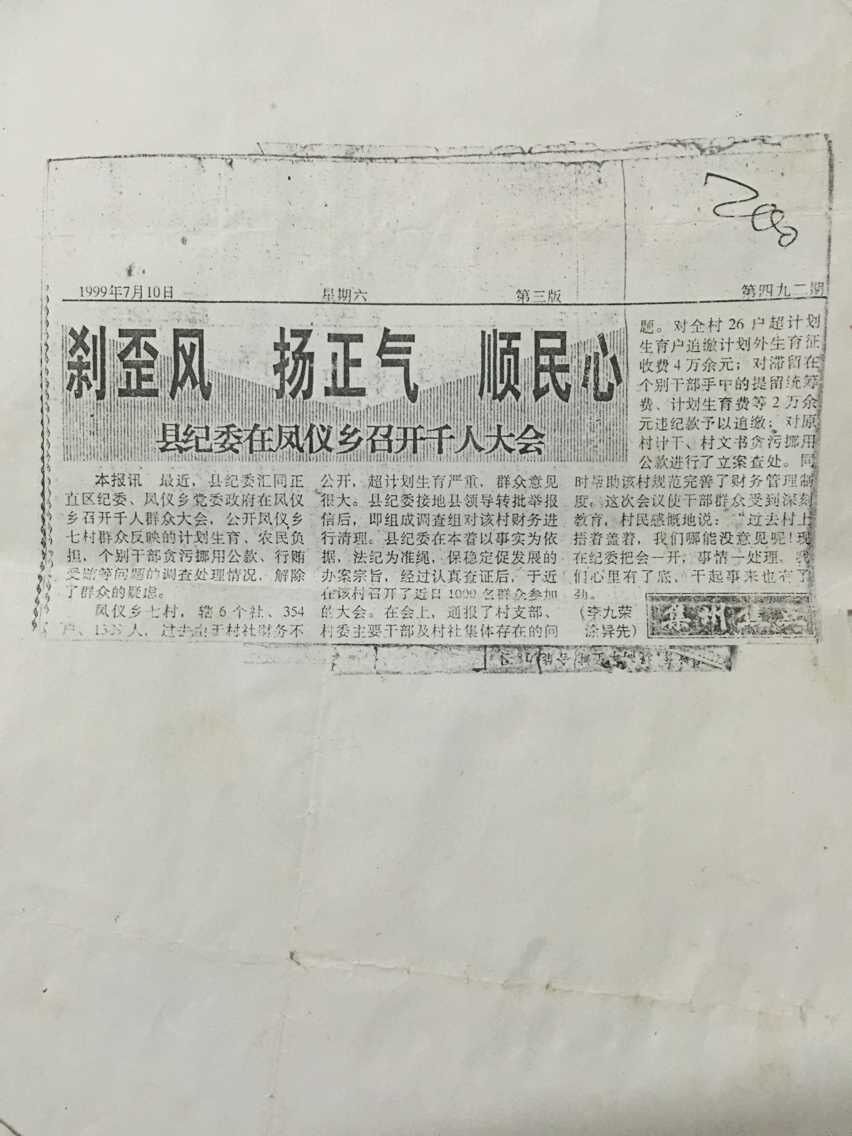 1999年7月10日 星期六 第三版 第四九二期
刹歪风 扬正气 顺民心
县纪委在凤仪乡召开千人大会
本报讯 最近，县纪委汇同正
直区纪委、凤仪乡党委政府在凤仪
乡召开千人群众大会，公开凤仪乡
七村群众反映的计划生育、农民负
担，个别干部贪污挪用公款、行贿
受贿等问题的调查处理情况，解除
了群众的疑虑。
凤仪乡七村，辖6个社、354
人，过去由于村社财务不
公开，超计划生育严重，群众意见
很大。县纪委接地县领导转批举报
信后，即组成调查组对该村财务进
行清理。县纪委在本着以事实为依
据，法纪为准绳，保稳定促发展的
办案宗旨，经过认真查证后，于近
在该村召开了近日1000名群众参加
的大会。在会上，通报了村支部、
村委主要干部及村社集体存在的问
题。对全村26户超计划
生育户追缴计划外生育征
收费4万余元；对滞留在
个别干部手中的提留统筹
费、计划生育费等2万余
元违纪款予以追缴；对原
村计干、村文书贪污挪用
公款进行了立案查处。同
时帮助该村规范完善了财务管理制
度。这次会议使干部群众受到深刻
教育，村民感慨地说：“过去村上
捂着盖着，我们哪能没意见呢！现
在纪委把会一开，事情一处理，我
们心里有了底，干起事来也有了
劲。
（李九荣
涂异先）